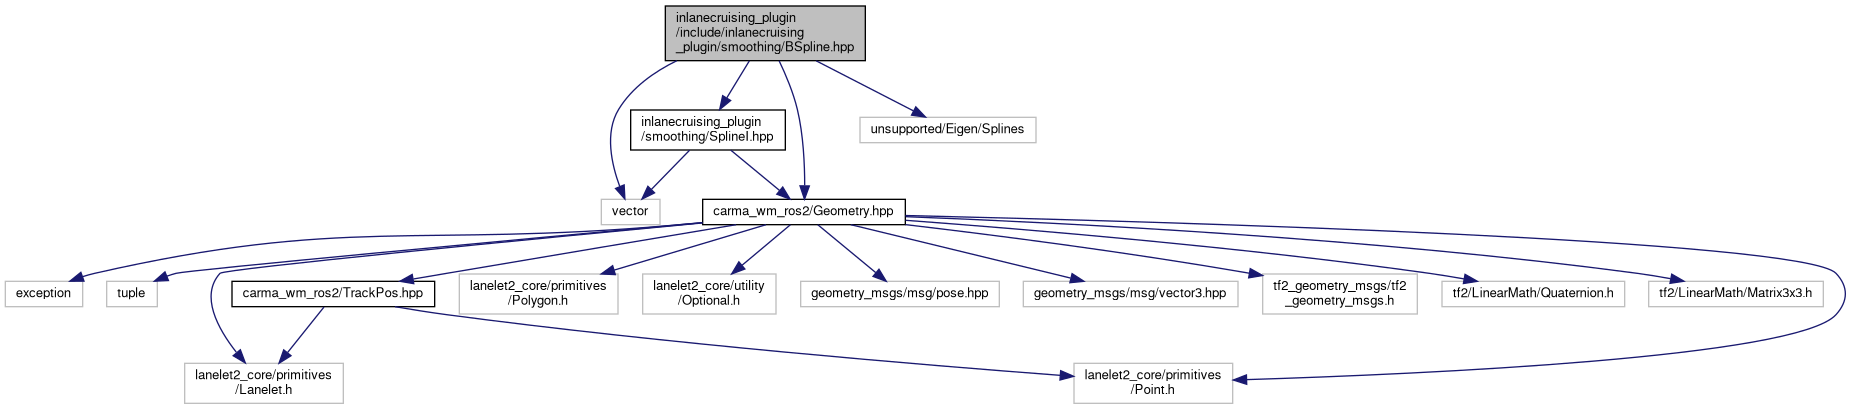 inlanecruising_plugin
/include/inlanecruising
_plugin/smoothing/BSpline.hpp
inlanecruising_plugin
/smoothing/SplineI.hpp
unsupported/Eigen/Splines
vector
carma_wm_ros2/Geometry.hpp
exception
tuple
carma_wm_ros2/TrackPos.hpp
lanelet2_core/primitives
/Polygon.h
lanelet2_core/utility
/Optional.h
geometry_msgs/msg/pose.hpp
geometry_msgs/msg/vector3.hpp
tf2_geometry_msgs/tf2
_geometry_msgs.h
tf2/LinearMath/Quaternion.h
tf2/LinearMath/Matrix3x3.h
lanelet2_core/primitives
/Lanelet.h
lanelet2_core/primitives
/Point.h